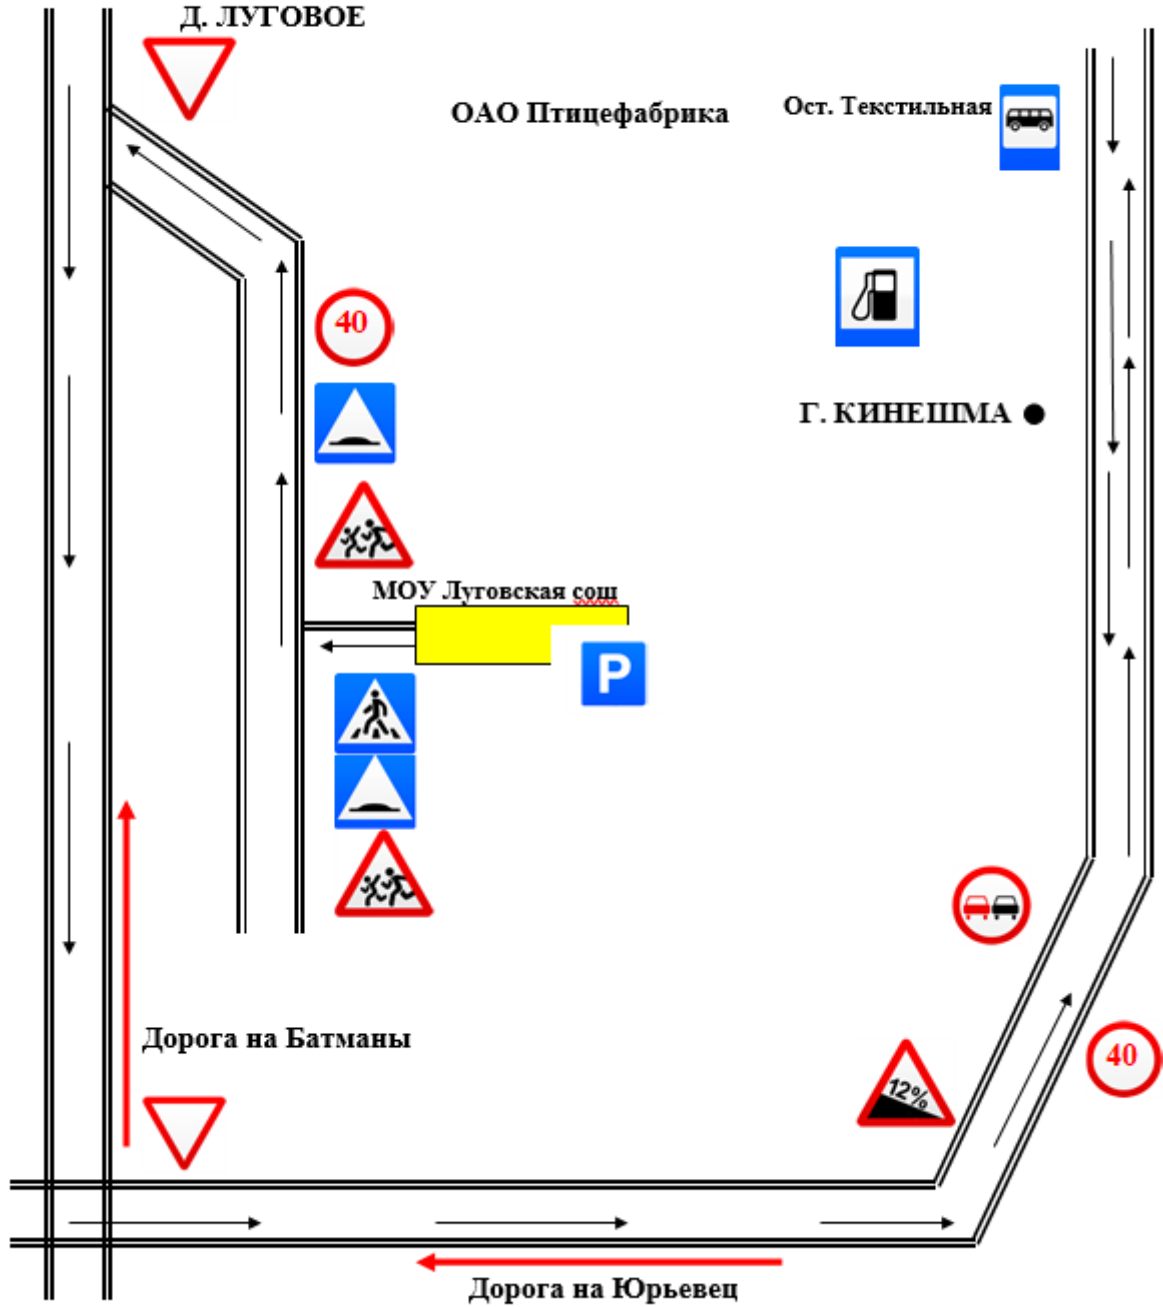 Д. ЛУГОВОЕ
ОАО Птицефабрика
Ост. Текстильная
40
Г. КИНЕШМА
МОУ Луговская сош
P
Дорога на Батманы
40
12%
Дорога на Юрьевец